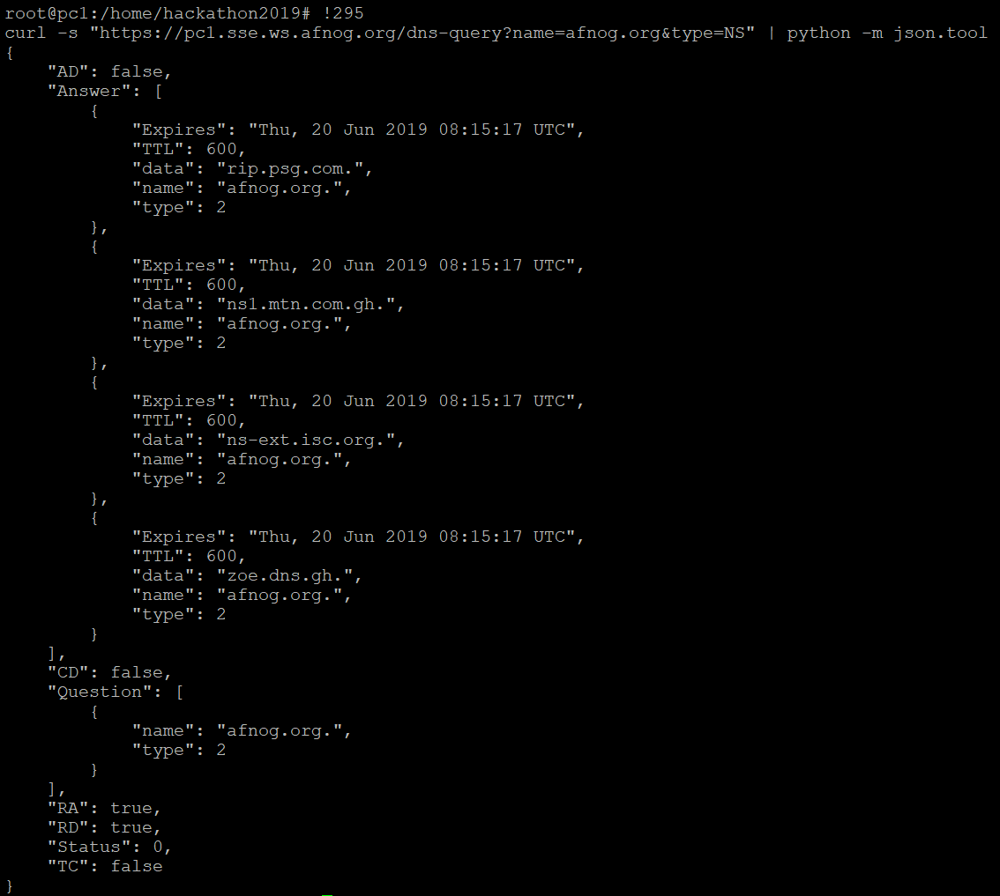 root@pc1:/home/hackathon2019# !295
curl -s "https://pc1.sse.ws.afnog.org/dns-query?name=afnog.org&type=NS" | python -m json.tool
{
    "AD": false,
    "Answer": [
        {
            "Expires": "Thu, 20 Jun 2019 08:15:17 UTC",
            "TTL": 600,
            "data": "rip.psg.com.",
            "name": "afnog.org.",
            "type": 2
        },
        {
            "Expires": "Thu, 20 Jun 2019 08:15:17 UTC",
            "TTL": 600,
            "data": "ns1.mtn.com.gh.",
            "name": "afnog.org.",
            "type": 2
        },
        {
            "Expires": "Thu, 20 Jun 2019 08:15:17 UTC",
            "TTL": 600,
            "data": "ns-ext.isc.org.",
            "name": "afnog.org.",
            "type": 2
        },
        {
            "Expires": "Thu, 20 Jun 2019 08:15:17 UTC",
            "TTL": 600,
            "data": "zoe.dns.gh.",
            "name": "afnog.org.",
            "type": 2
        }
    ],
    "CD": false,
    "Question": [
        {
            "name": "afnog.org.",
            "type": 2
        }
    ],
    "RA": true,
    "RD": true,
    "Status": 0,
    "TC": false
}